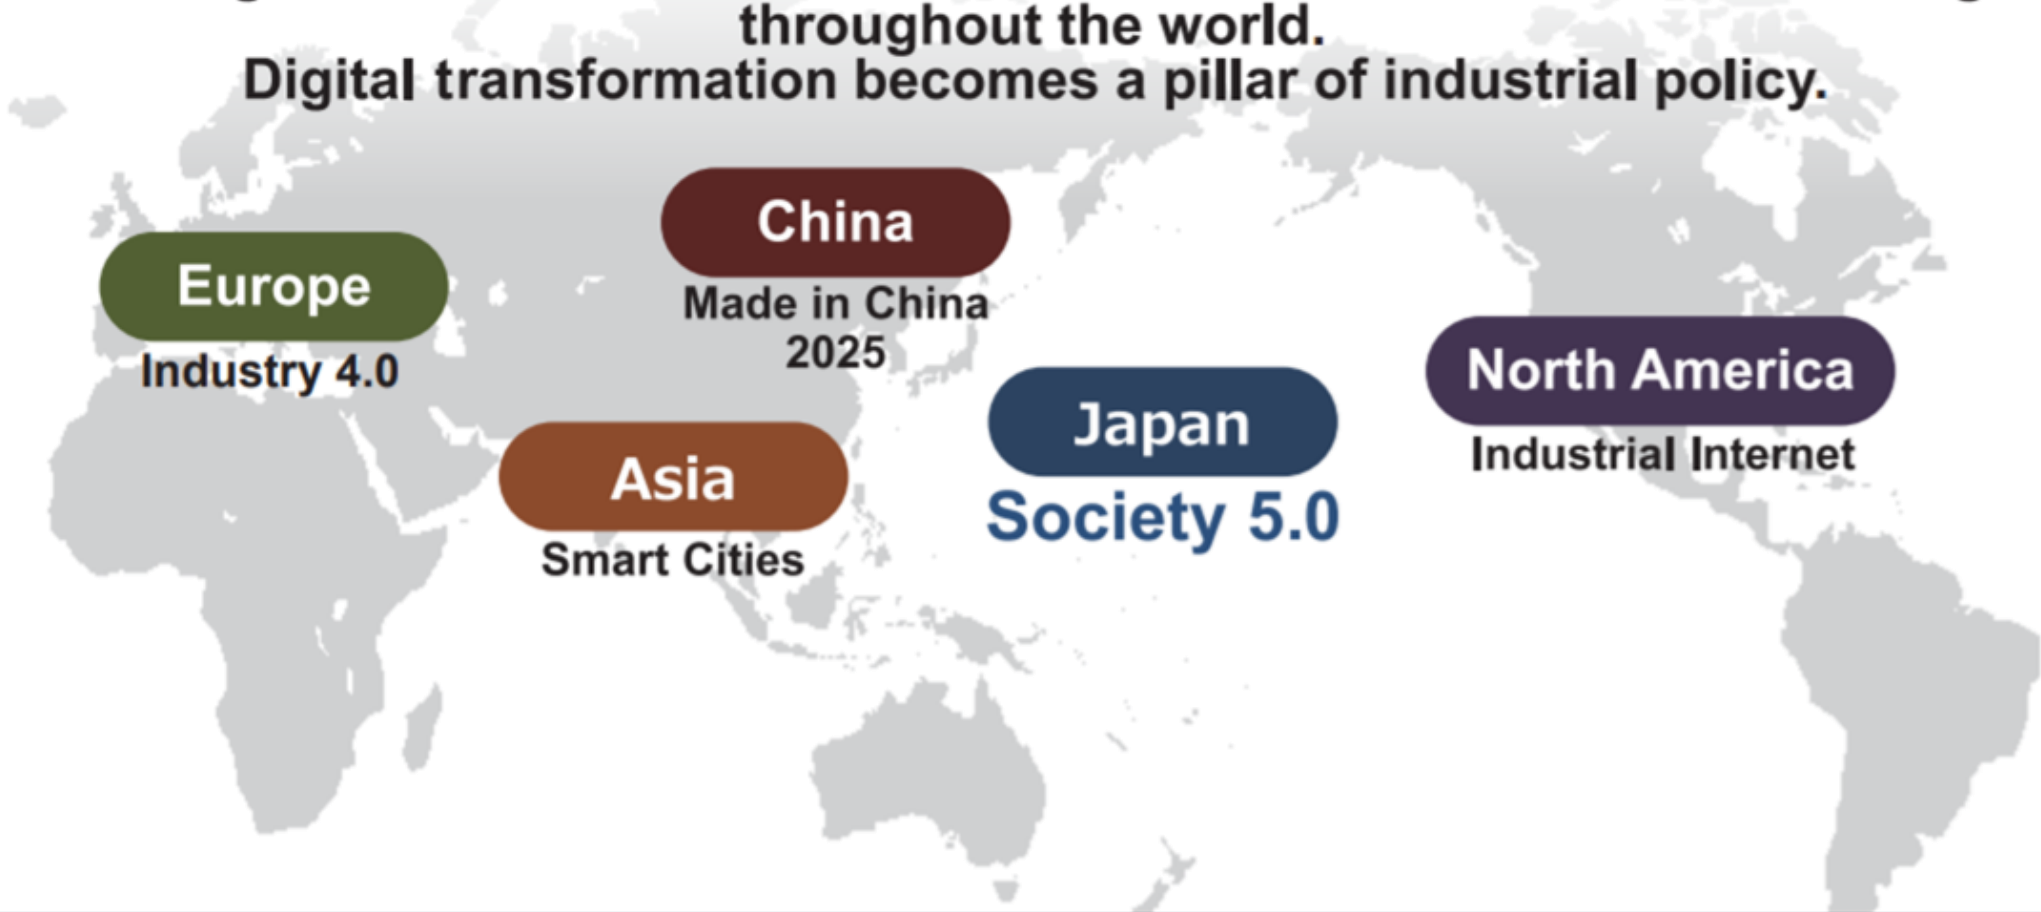 throughout the world.
Digital transformation becomes a pillar of industrial policy.
China
Made in China
2025
Europe
Industry 4.0
North America
Industrial Internet
Japan
Society 5.0
Asia
Smart Cities